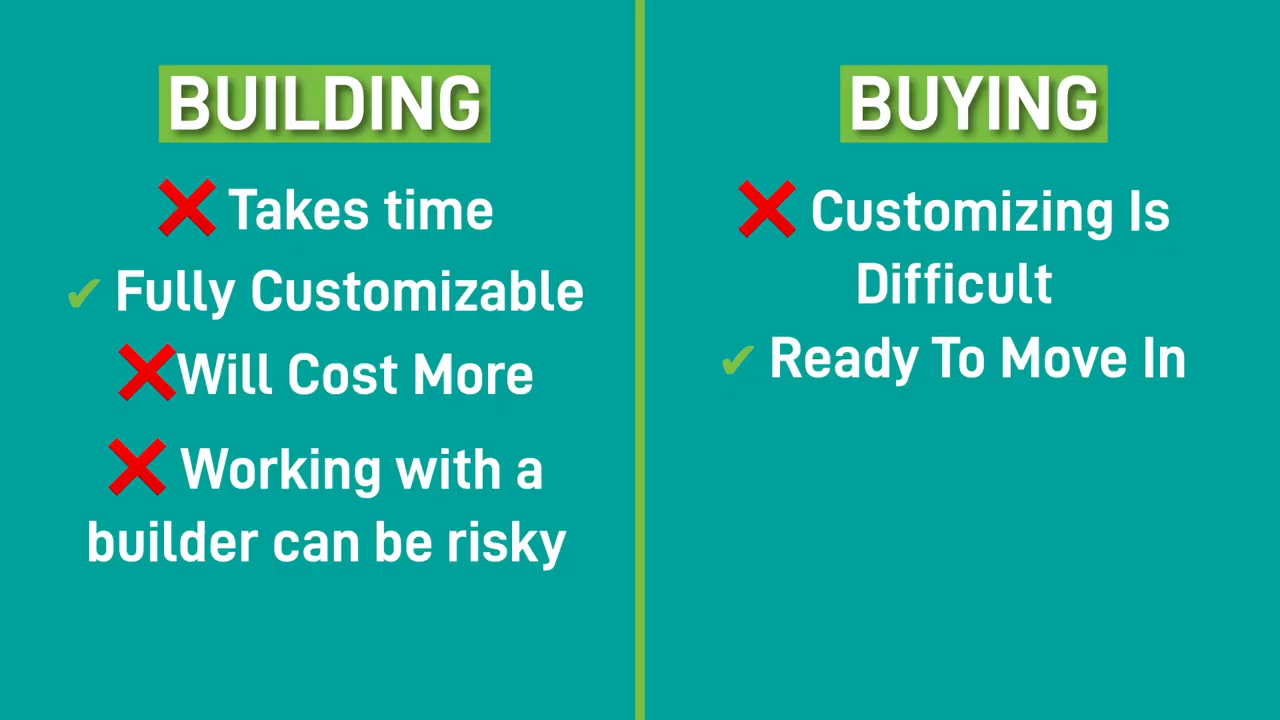 BUILDING
❌ Takes time
✔ Fully Customizable
❌Will Cost More
❌ Working with a
builder can be risky
BUYING
❌ Customizing Is
Difficult
✔ Ready To Move In